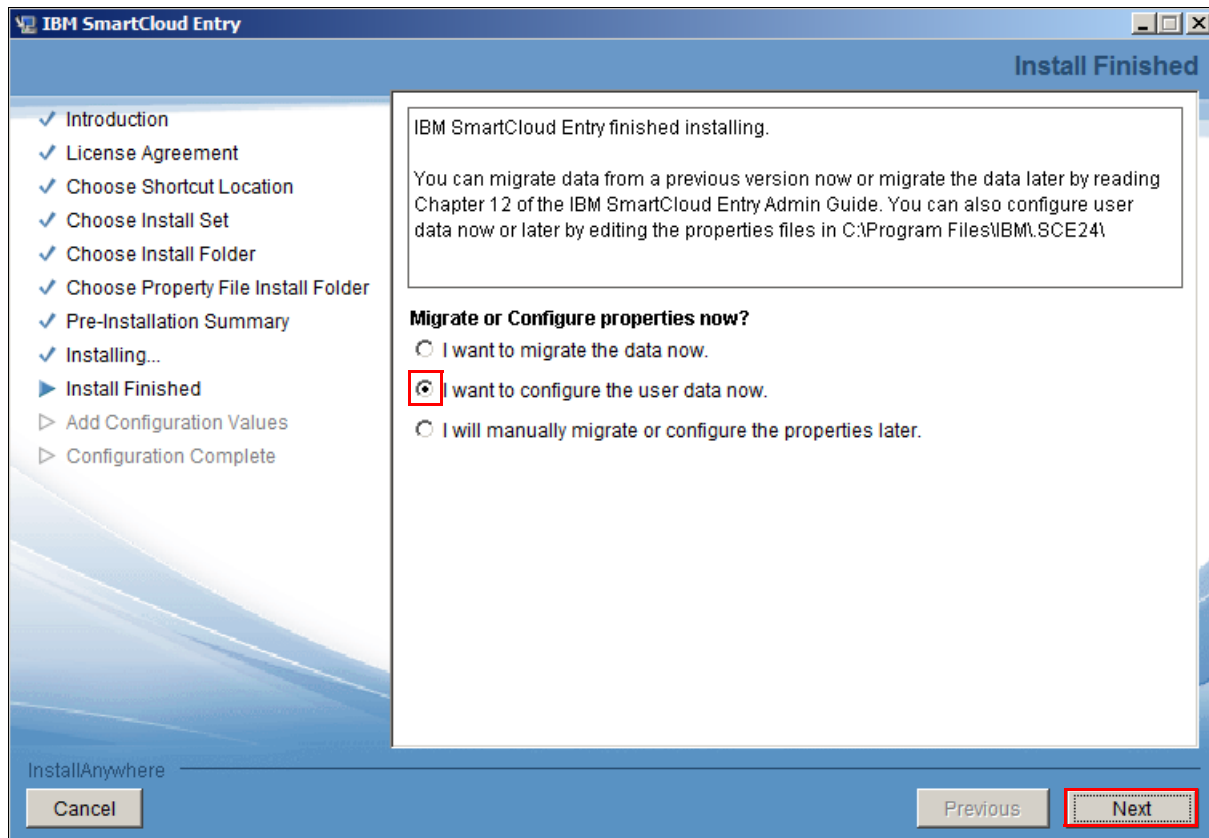 IBM SmartCloud Entry
Install Finished
Introduction
License Agreement
Choose Shortcut Location
Choose Install Set
Choose Install Folder
Choose Property File Install Folder
Pre-Installation Summary
Installing...
Install Finished
Add Configuration Values
Configuration Complete
IBM SmartCloud Entry finished installing.
You can migrate data from a previous version now or migrate the data later by reading
Chapter 12 of the IBM SmartCloud Entry Admin Guide. You can also configure user
data now or later by editing the properties files in C:\Program Files\IBM\.SCE24\
Migrate or Configure properties now?
I want to migrate the data now.
I want to configure the user data now.
I will manually migrate or configure the properties later.
InstallAnywhere
Cancel
Previous
Next